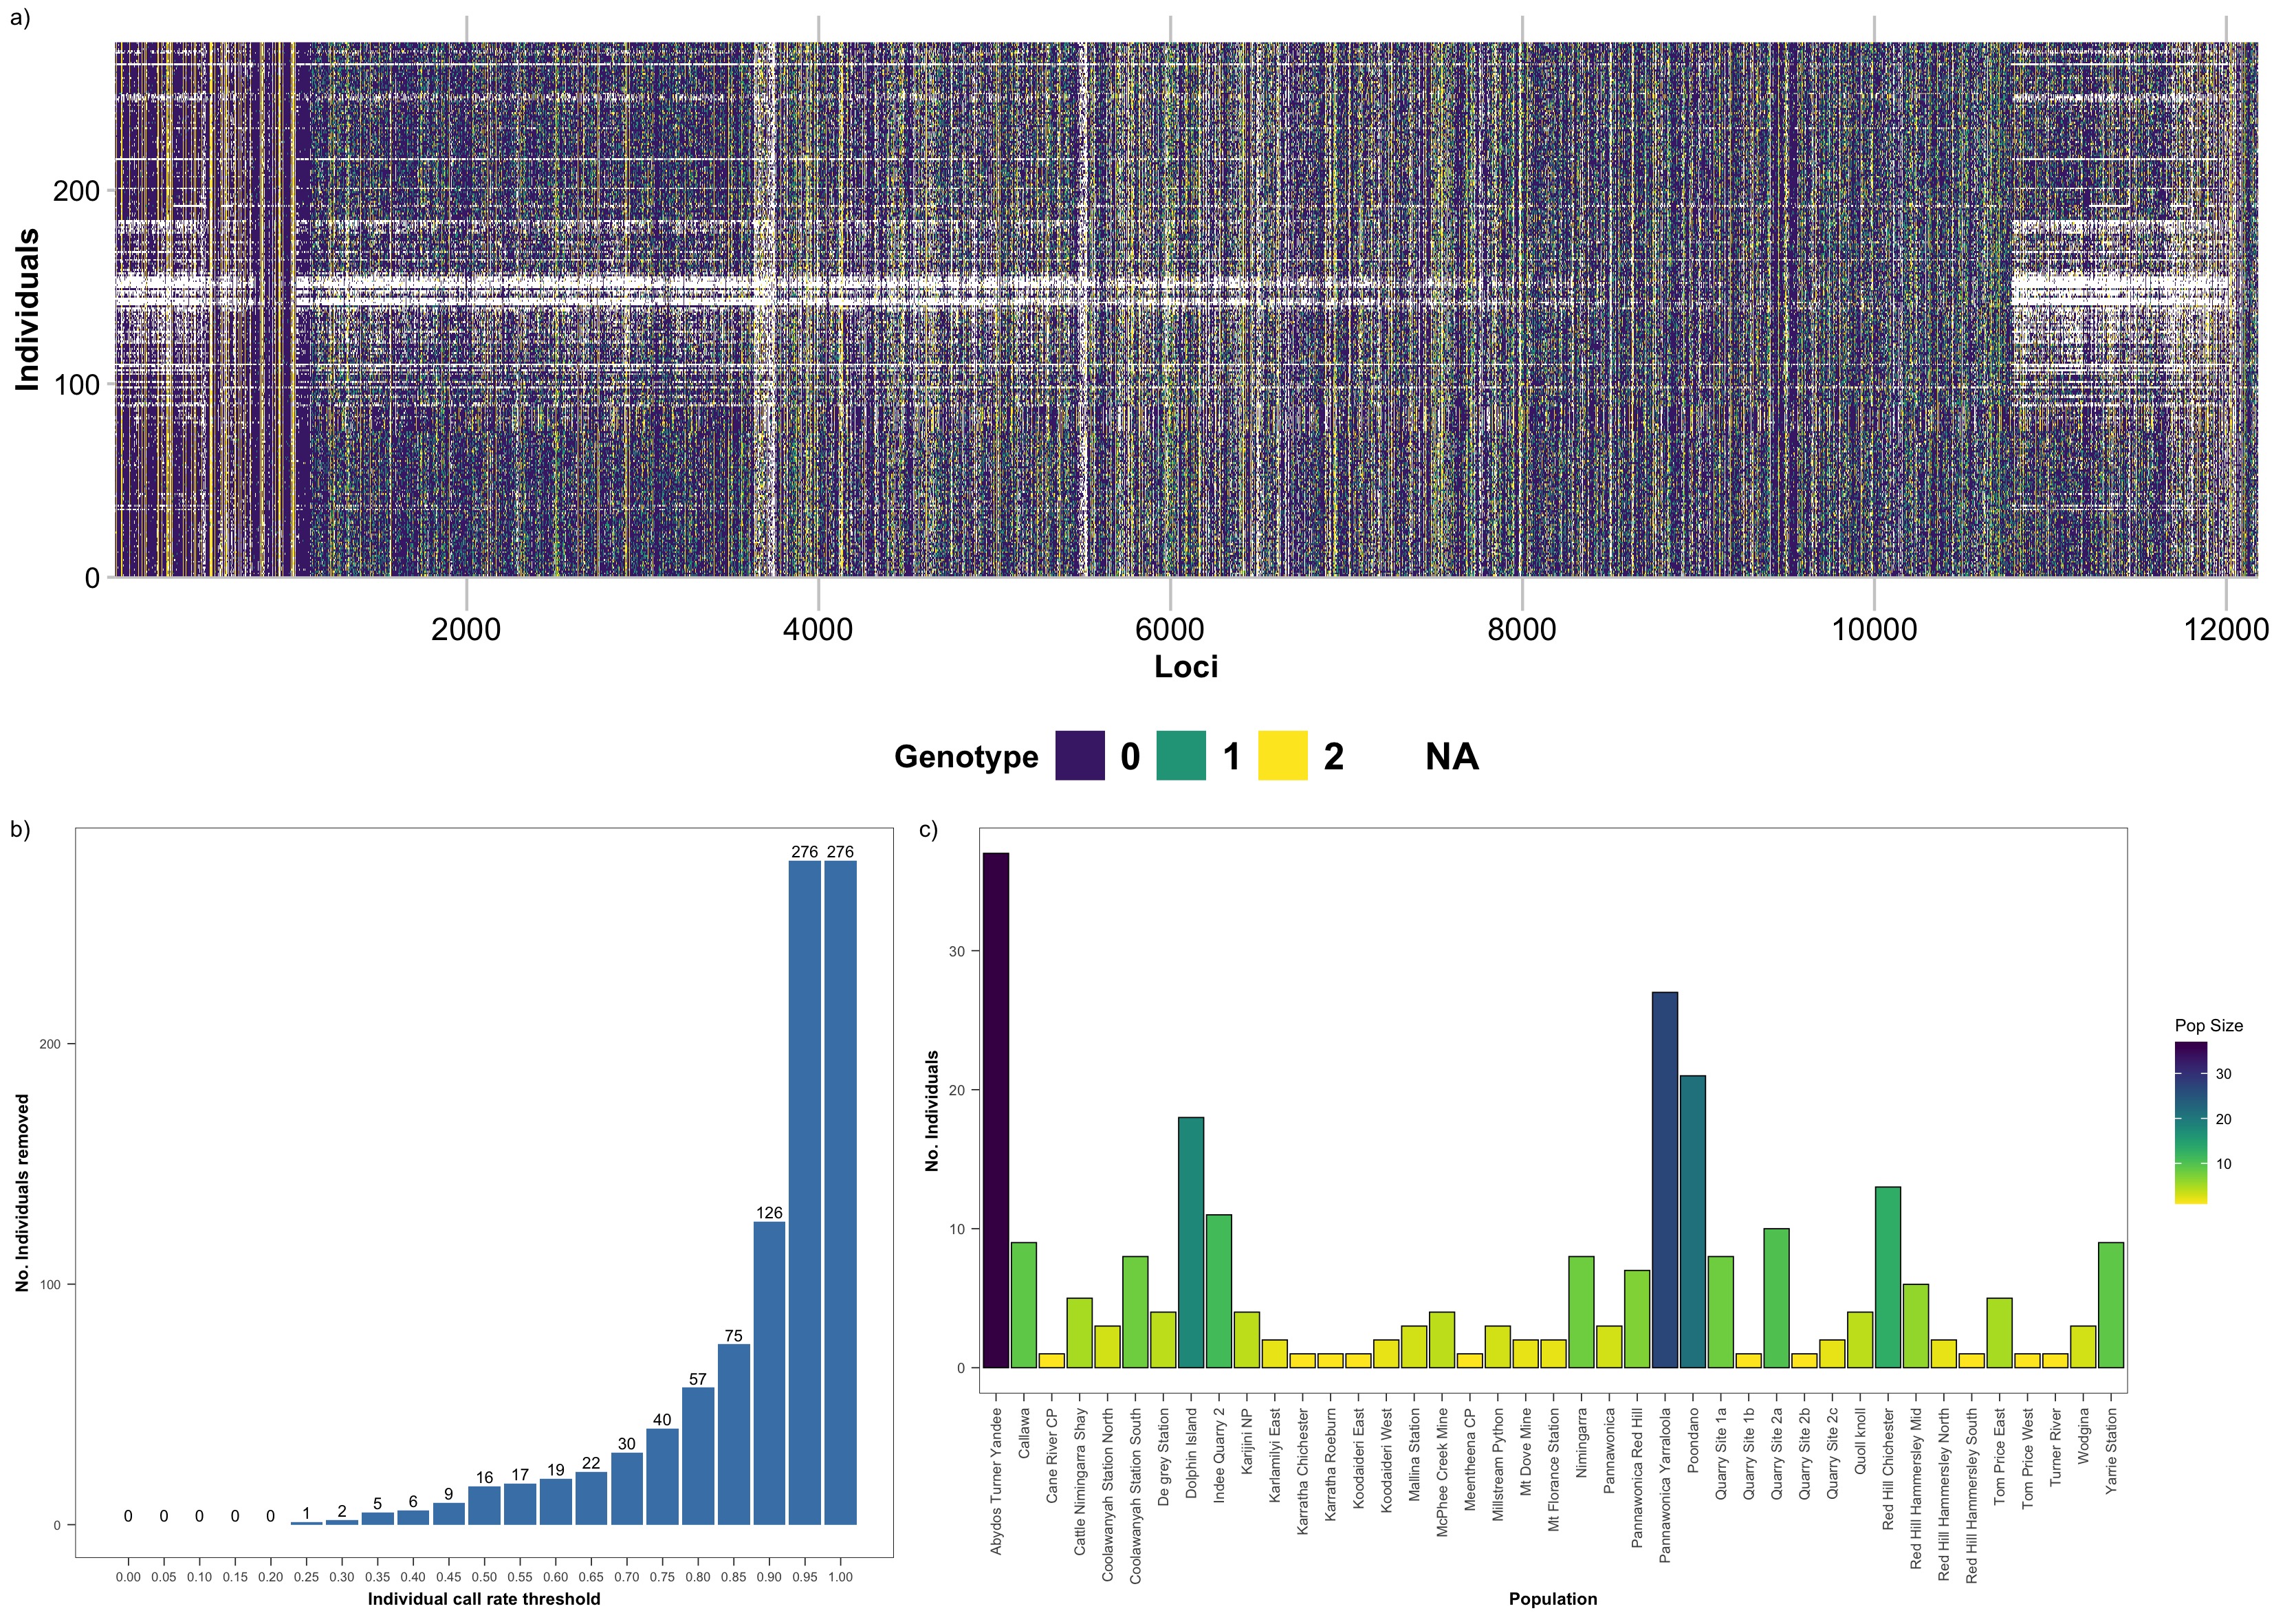 a)
Individuals
200
100
0
2000 4000 6000 8000 10000 12000
Loci
Genotype 0 1 2 NA
b)
No. Individuals removed
200
100
0
0 0 0 0 0 1 2 5 6 9 16 17 19 22 30 40 57 75 126 276 276
0.00 0.05 0.10 0.15 0.20 0.25 0.30 0.35 0.40 0.45 0.50 0.55 0.60 0.65 0.70 0.75 0.80 0.85 0.90 0.95 1.00
Individual call rate threshold
c)
No. Individuals
30
20
10
0
Abydos Turner Yandee
Callawa
Cane River CP
Cattle Nimingarra Shay
Coolawanyah Station North
Coolawanyah Station South
De grey Station
Dolphin Island
Indee Quarry 2
Karijini NP
Karlamilyi East
Karratha Chichester
Karratha Roeburn
Koodaideri East
Koodaideri West
Mallina Station
McPhee Creek Mine
Meentheena CP
Millstream Python
Mt Dove Mine
Mt Florance Station
Nimingarra
Pannawonica
Pannawonica Red Hill
Pannawonica Yarraloola
Poondano
Quarry Site 1a
Quarry Site 1b
Quarry Site 2a
Quarry Site 2b
Quarry Site 2c
Quoll knoll
Red Hill Chichester
Red Hill Hammersley Mid
Red Hill Hammersley North
Red Hill Hammersley South
Tom Price East
Tom Price West
Turner River
Wodgina
Yarrie Station
Population
Pop Size
30
20
10